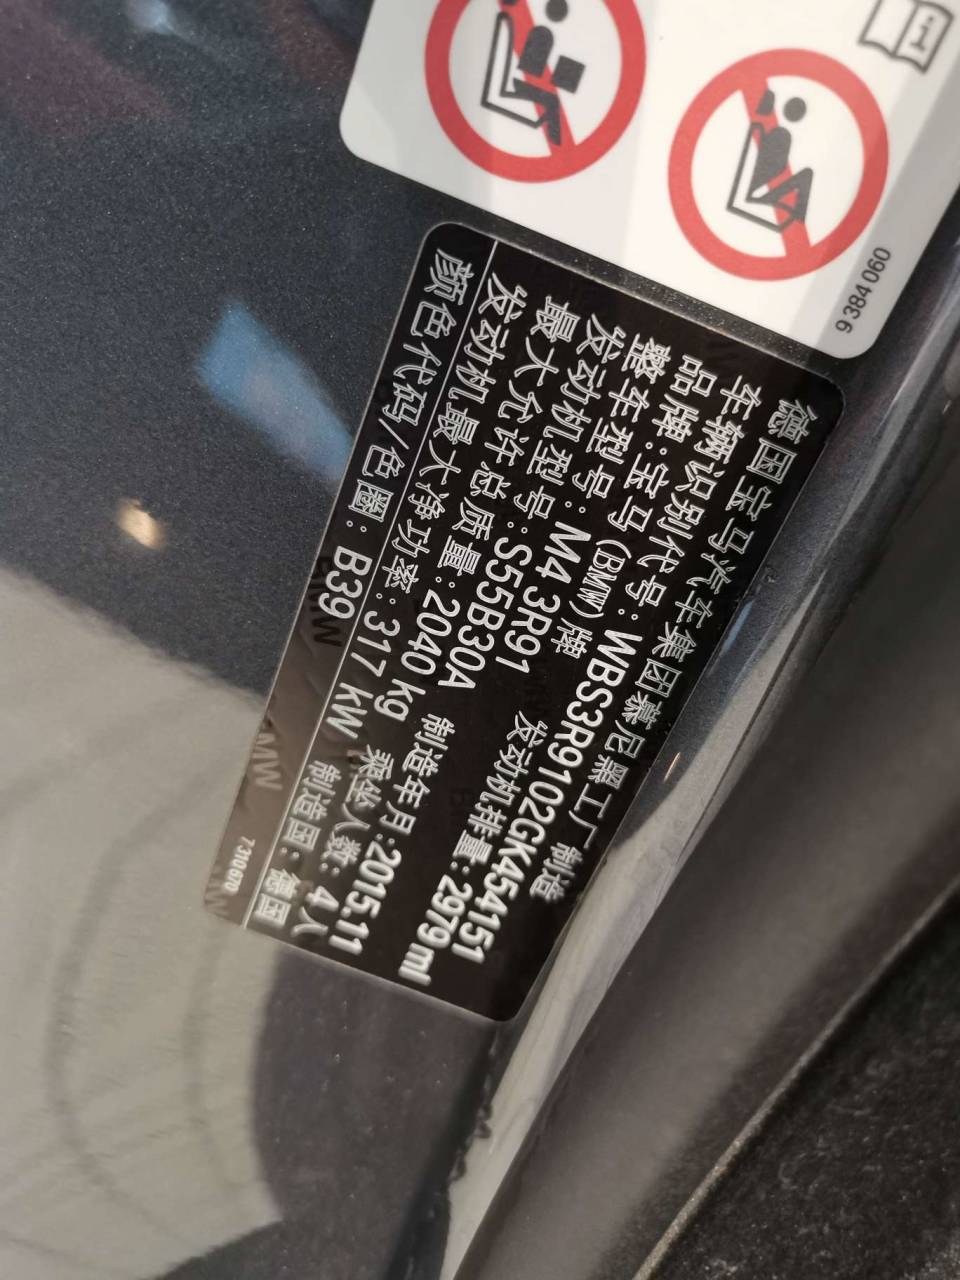 9 384 060
德国宝马汽车集团慕尼黑工厂 制造
车辆识别代号：WBS3R9102GK454151
品牌：宝马（BMW）牌 发动机排量：2979 ml
整车型号：M4 3R91
发动机型号：S55B30A 制造年月：2015.11
最大允许总质量：2040 kg 乘坐人数：4人
发动机最大净功率：317 kW 制造国：德国
颜色代码/色圈：B39
7 310670